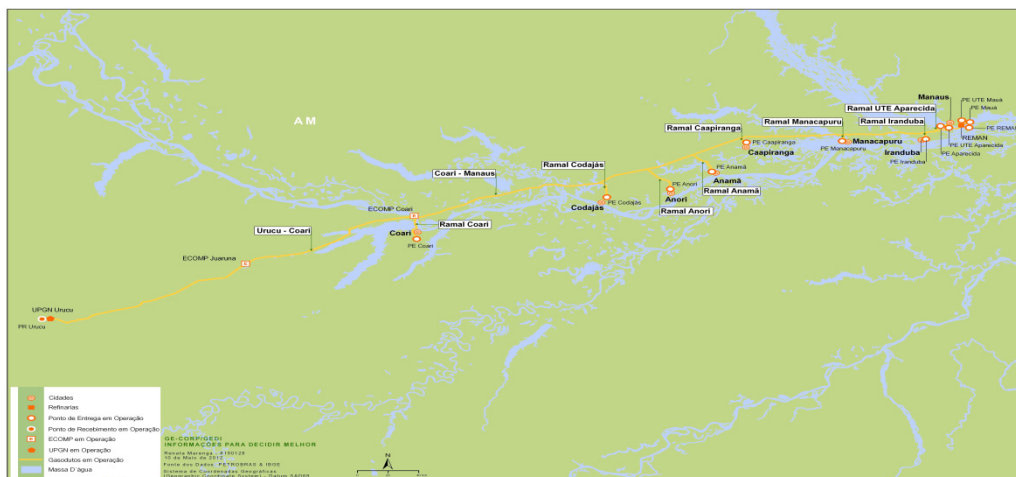 AM
Manaus
PE UTE Mauá
PE Mauá
Ramal UTE Aparecida
Ramal Manacapuru
Ramal Iranduba
PE REMAN
REMAN
PE UTE Aparecida
PE Aparecida
Ramal Caapiranga
PE Caapiranga
Caapiranga
Manacapuru
PE Manacapuru
Iranduba
PE Iranduba
Ramal Codajás
PE Anamã
Anamã
Ramal Anamã
Coari - Manaus
PE Anori
Anori
Ramal Anori
PE Codajás
Codajás
ECOMP Coari
Ramal Coari
Coari
PE Coari
Urucu - Coari
ECOMP Juaruna
UPGN Urucu
PR Urucu
Cidades
Refinarias
Ponto de Entrega em Operação
Ponto de Recebimento em Operação
ECOMP em Operação
UPGN em Operação
Gasodutos em Operação
Massa D´água
GE-CORP/GEDI
INFORMAÇÕES PARA DECIDIR MELHOR
10 de Maio de 2012
Fonte dos Dados: PETROBRAS & IBGE
Sistema de Coordenadas Geográficas
N